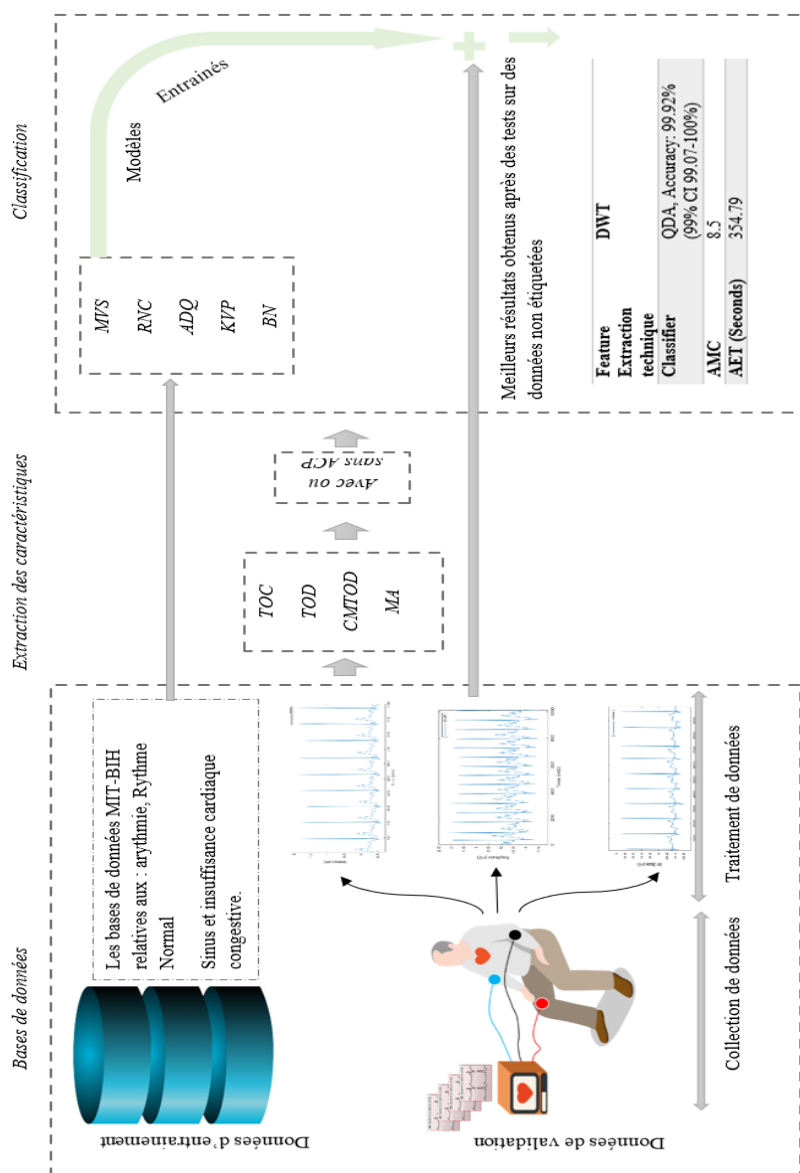 Bases de données
Extraction des caractéristiques
Classification
Données d'entrainement
Les bases de données MIT-BIH
relatives aux : arythmie, Rythme
Normal
Sinus et insuffisance cardiaque
congestive.
Données de validation
Collection de données
Traitement de données
TOC
TOD
CMTOD
MA
Avec ou
sans ACP
MVS
RNC
ADQ
KVP
BN
Modèles
Entrainés
Meilleurs résultats obtenus après des tests sur des
données non étiquetées
Feature Extraction technique DWT
Classifier QDA, Accuracy: 99.92%
(99% CI 99.07-100%)
AMC 8.5
AET (Seconds) 354.79